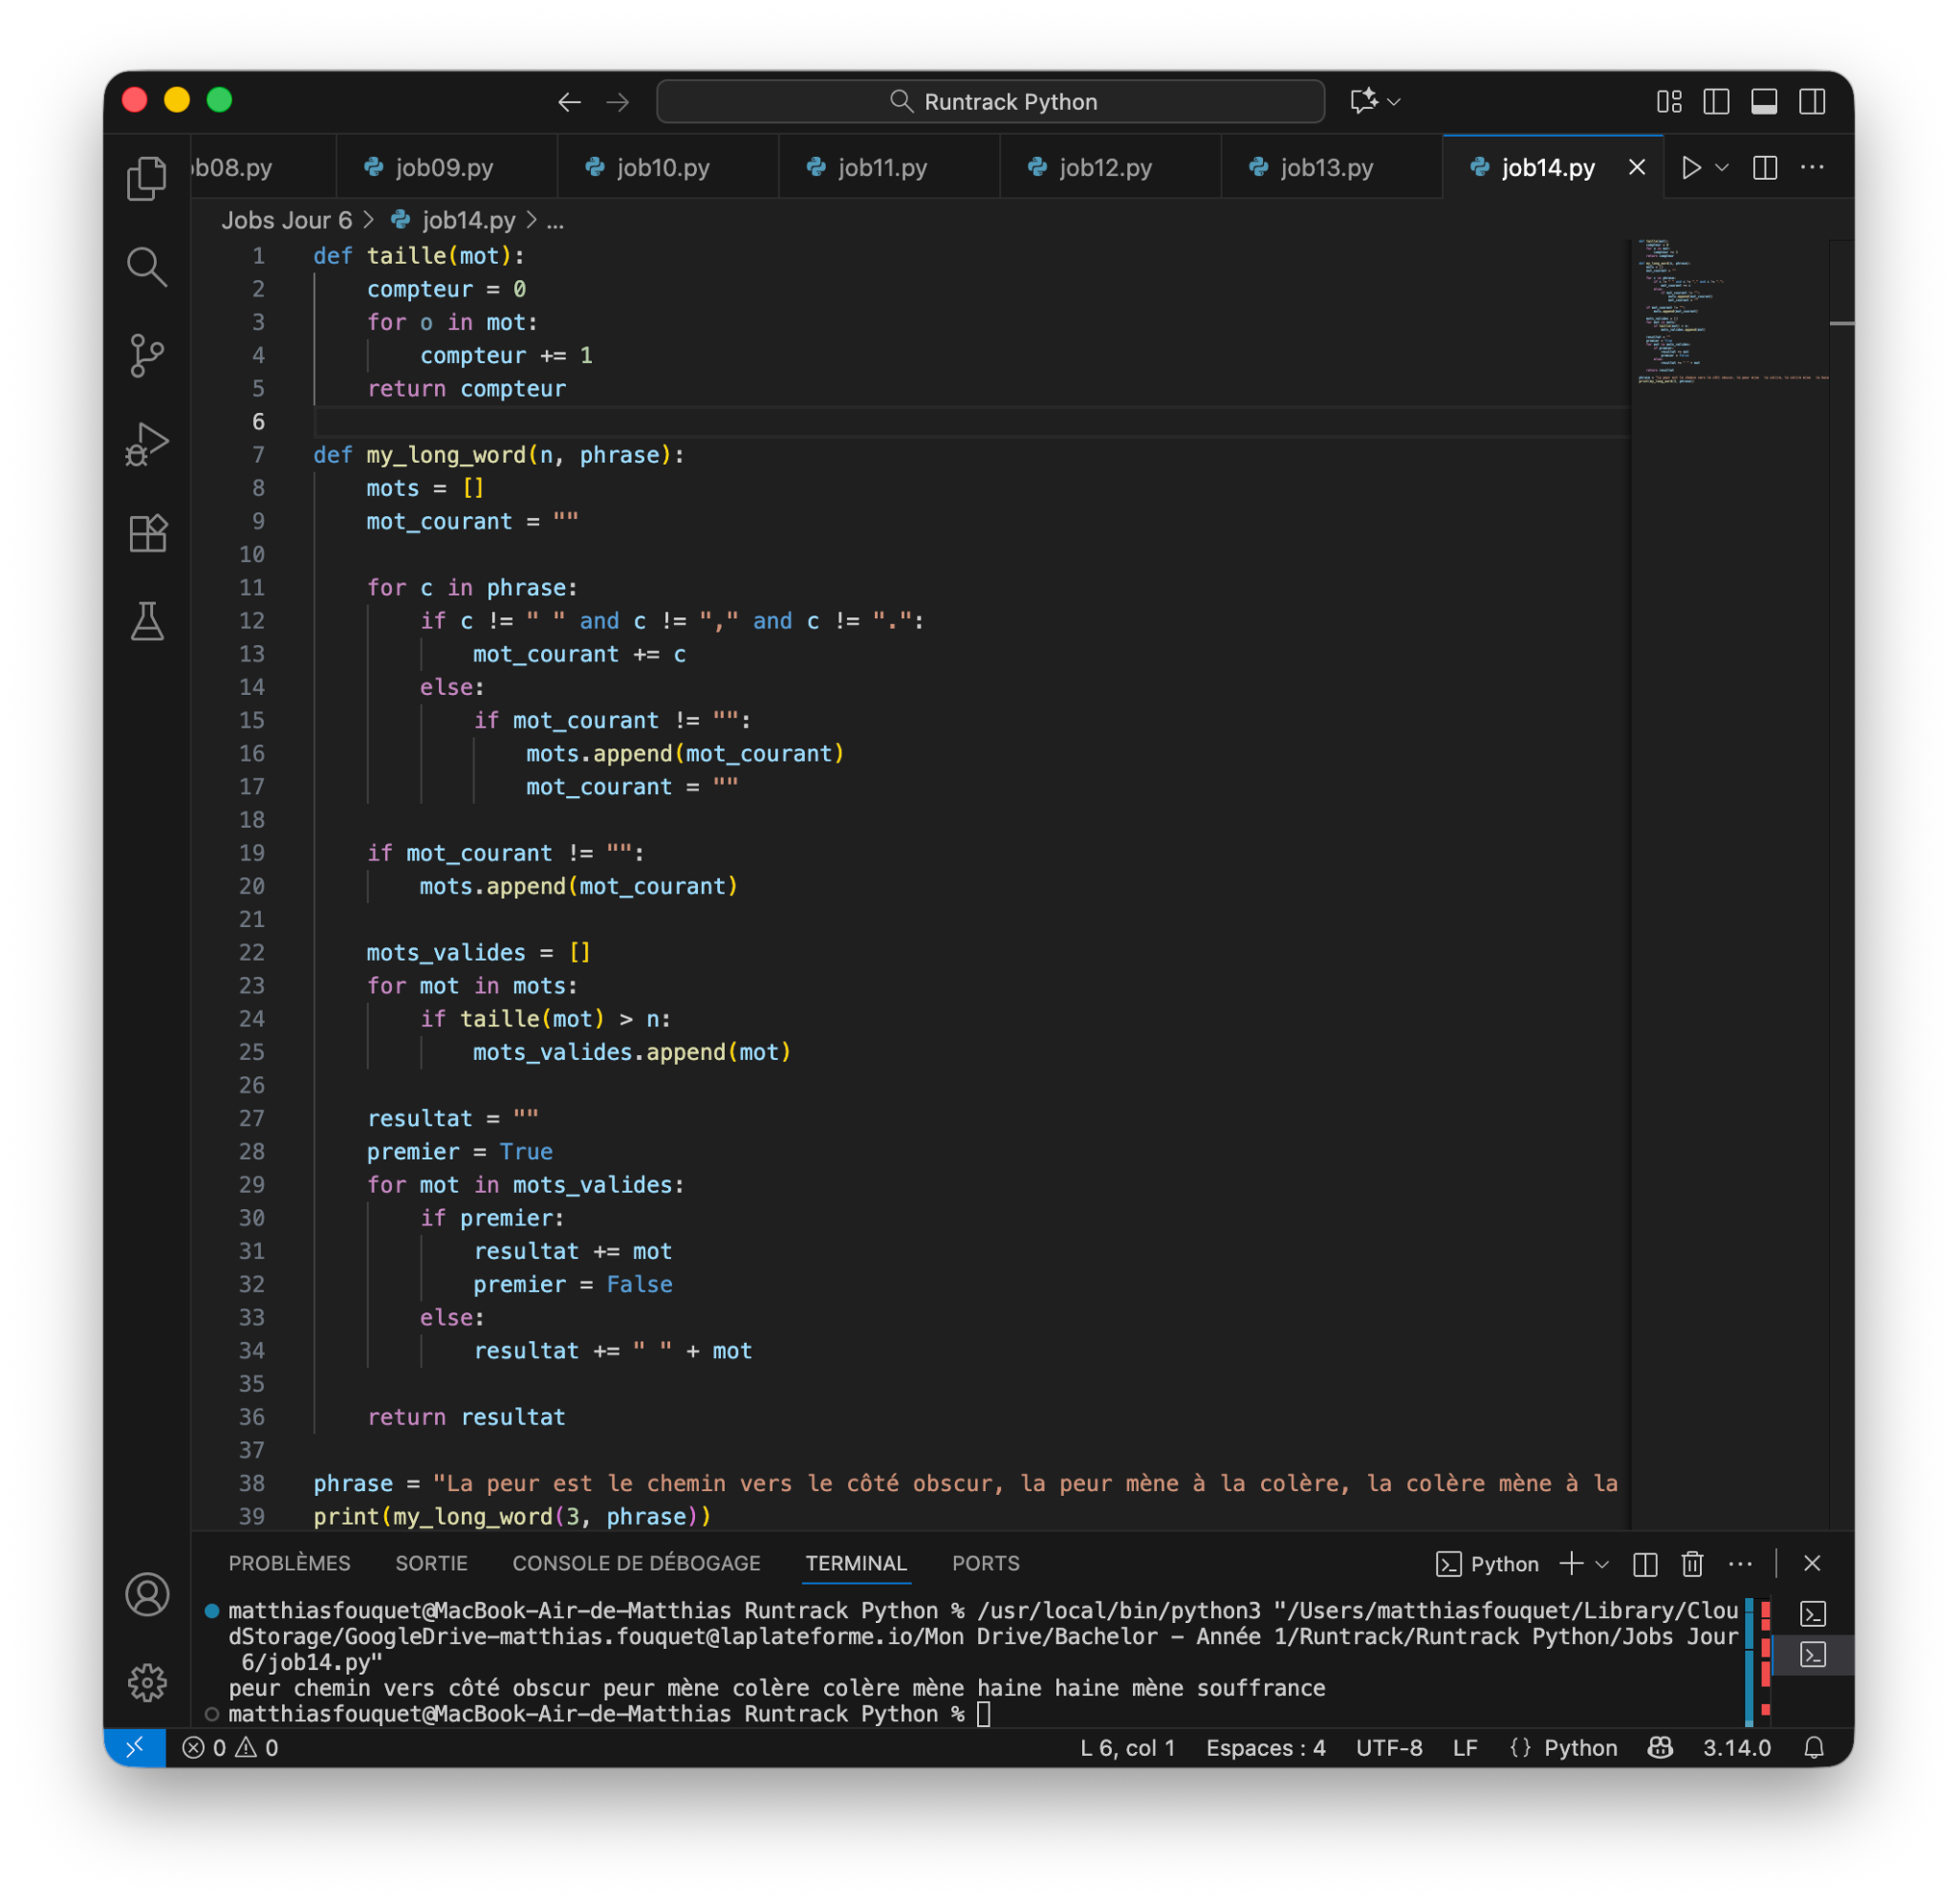 Runtrack Python
b08.py
job09.py
job10.py
job11.py
job12.py
job13.py
job14.py
Jobs Jour 6 > job14.py > ...
1 def taille(mot):
2     compteur = 0
3     for o in mot:
4         compteur += 1
5     return compteur
6
7 def my_long_word(n, phrase):
8     mots = []
9     mot_courant = ""
10
11     for c in phrase:
12         if c != " " and c != "," and c != ".":
13             mot_courant += c
14         else:
15             if mot_courant != "":
16                 mots.append(mot_courant)
17                 mot_courant = ""
18
19     if mot_courant != "":
20         mots.append(mot_courant)
21
22     mots_valides = []
23     for mot in mots:
24         if taille(mot) > n:
25             mots_valides.append(mot)
26
27     resultat = ""
28     premier = True
29     for mot in mots_valides:
30         if premier:
31             resultat += mot
32             premier = False
33         else:
34             resultat += " " + mot
35
36     return resultat
37
38 phrase = "La peur est le chemin vers le côté obscur, la peur mène à la colère, la colère mène à la
39 print(my_long_word(3, phrase))
PROBLÈMES SORTIE CONSOLE DE DÉBOGAGE TERMINAL PORTS Python
matthiasfouquet@MacBook-Air-de-Matthias Runtrack Python % /usr/local/bin/python3 "/Users/matthiasfouquet/Library/Clou
dStorage/GoogleDrive-matthias.fouquet@laplateforme.io/Mon Drive/Bachelor - Année 1/Runtrack/Runtrack Python/Jobs Jour
6/job14.py"
peur chemin vers côté obscur peur mène colère colère mène haine haine mène souffrance
matthiasfouquet@MacBook-Air-de-Matthias Runtrack Python %
0 0 L 6, col 1 Espaces : 4 UTF-8 LF {} Python 3.14.0